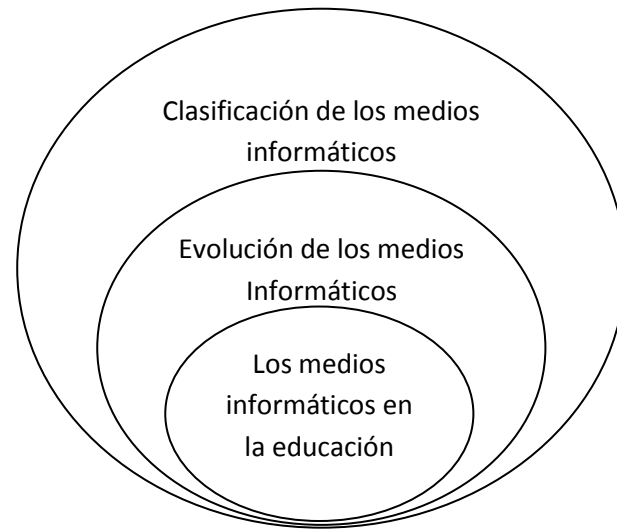 Clasificación de los medios
informáticos
Evolución de los medios
Informáticos
Los medios
informáticos en
la educación